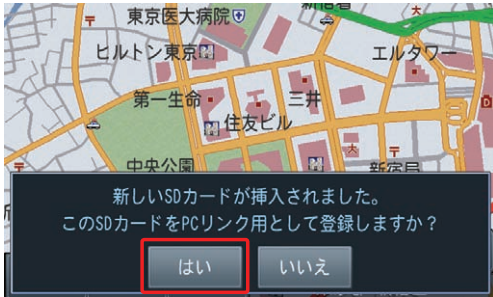 東京医大病院
ヒルトン東京
エルタワー
第一生命
三井
住友ビル
中央公園
新宿局
新しいSDカードが挿入されました。
このSDカードをPCリンク用として登録しますか？
はい
いいえ